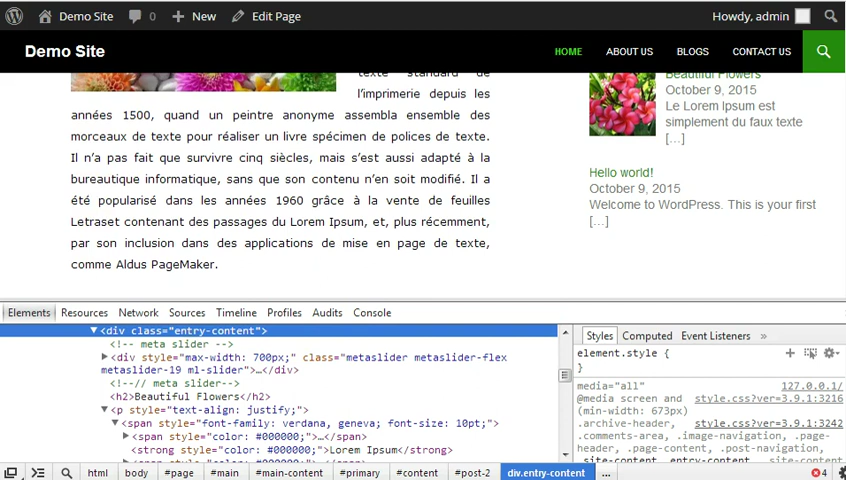 Demo Site 0 New Edit Page Howdy, admin
Demo Site HOME ABOUT US BLOGS CONTACT US
texte standard de
l'imprimerie depuis les
années 1500, quand un peintre anonyme assembla ensemble des
morceaux de texte pour réaliser un livre spécimen de polices de texte.
Il n'a pas fait que survivre cinq siècles, mais s'est aussi adapté à la
bureautique informatique, sans que son contenu n'en soit modifié. Il a
été popularisé dans les années 1960 grâce à la vente de feuilles
Letraset contenant des passages du Lorem Ipsum, et, plus récemment,
par son inclusion dans des applications de mise en page de texte,
comme Aldus PageMaker.
Beautiful Flowers
October 9, 2015
Le Lorem Ipsum est
simplement du faux texte
[…]
Hello world!
October 9, 2015
Welcome to WordPress. This is your first
[…]
Elements Resources Network Sources Timeline Profiles Audits Console
<div class="entry-content">
<!-- meta slider -->
<div style="max-width: 700px;" class="metaslider metaslider-flex
metaslider-19 ml-slider">…</div>
<!--// meta slider-->
<h2>Beautiful Flowers</h2>
<p style="text-align: justify;">
<span style="font-family: verdana, geneva; font-size: 10pt;">
<span style="color: #000000;">…</span>
<strong style="color: #000000;">Lorem Ipsum</strong>
Styles Computed Event Listeners »
element.style {
}
media="all" 127.0.0.1/
@media screen and style.css?ver=3.9.1:3216
(min-width: 673px)
.archive-header, style.css?ver=3.9.1:3242
.comments-area, .image-navigation, .page-
header, .page-content, .post-navigation,
.site-content .entry-content,
html body #page #main #main-content #primary #content #post-2 div.entry-content ... 4